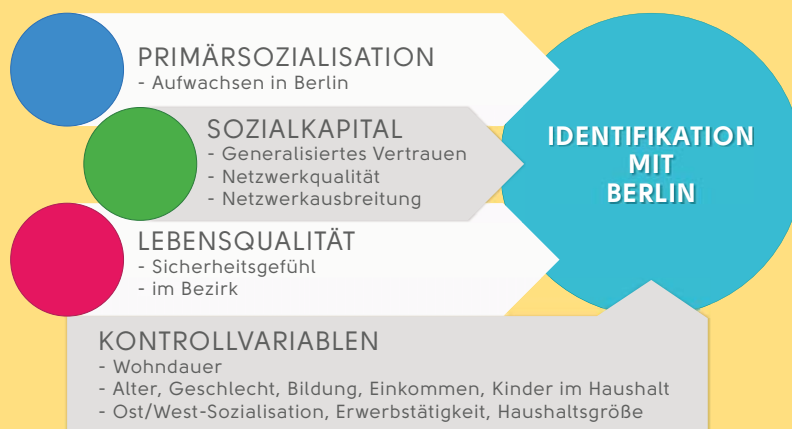 PRIMÄRSOZIALISATION
- Aufwachsen in Berlin
SOZIALKAPITAL
- Generalisiertes Vertrauen
- Netzwerkqualität
- Netzwerkausbreitung
IDENTIFIKATION
MIT
BERLIN
LEBENSQUALITÄT
- Sicherheitsgefühl
- im Bezirk
KONTROLLVARIABLEN
- Wohndauer
- Alter, Geschlecht, Bildung, Einkommen, Kinder im Haushalt
- Ost/West-Sozialisation, Erwerbstätigkeit, Haushaltsgröße